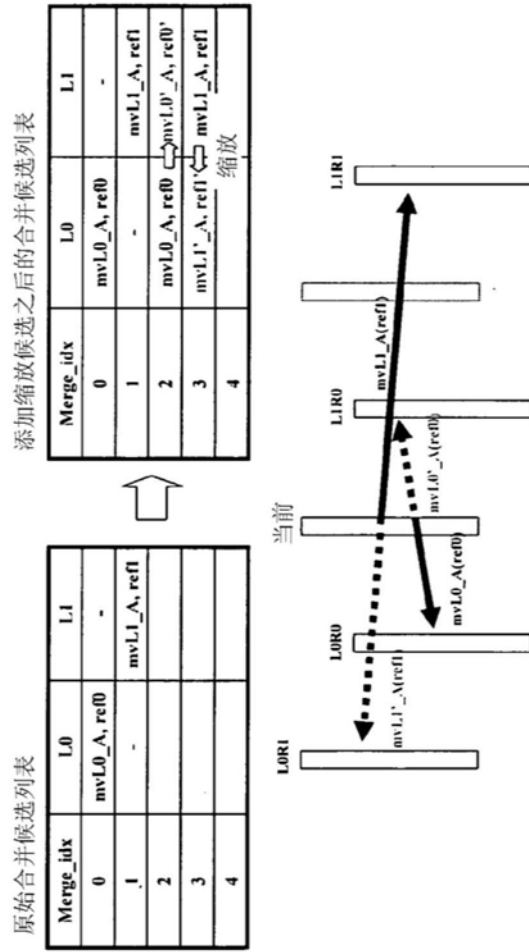 原始合并候选列表
Merge_idx L0 L1
0 mvL0_A, ref0 -
1 - mvL1_A, ref1
2
3
4
添加缩放候选之后的合并候选列表
Merge_idx L0 L1
0 mvL0_A, ref0 -
1 - mvL1_A, ref1
2 mvL0_A, ref0 mvL0'_A, ref0'
3 mvL1'_A, ref1' mvL1_A, ref1
4 缩放
当前
L0R1 L0R0 L1R0 L1R1
mvL1_A(ref1)
mvL1'_A(ref1)
mvL0_A(ref0)
mvL0'_A(ref0)